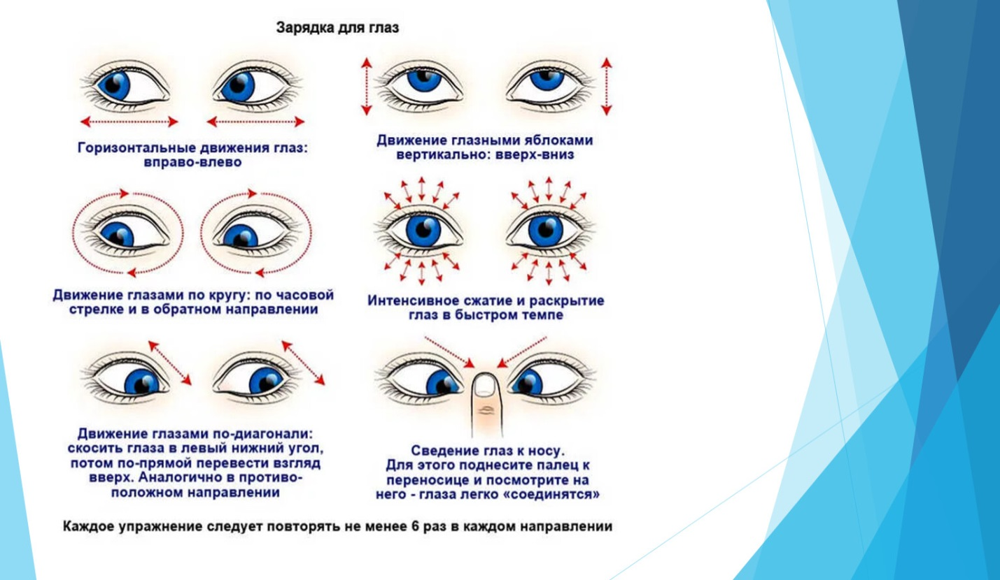 Зарядка для глаз
Горизонтальные движения глаз:
вправо-влево
Движение глазными яблоками
вертикально: вверх-вниз
Движение глазами по кругу: по часовой
стрелке и в обратном направлении
Интенсивное сжатие и раскрытие
глаз в быстром темпе
Движение глазами по-диагонали:
скосить глаза в левый нижний угол,
потом по-прямой перевести взгляд
вверх. Аналогично в противо-
положном направлении
Сведение глаз к носу.
Для этого поднесите палец к
переносице и посмотрите на
него - глаза легко «соединятся»
Каждое упражнение следует повторять не менее 6 раз в каждом направлении